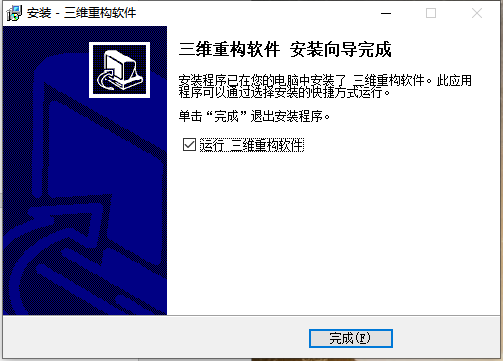 安装 - 三维重构软件
三维重构软件 安装向导完成
安装程序已在您的电脑中安装了 三维重构软件。此应用
程序可以通过选择安装的快捷方式运行。
单击“完成”退出安装程序。
运行 三维重构软件
完成(F)